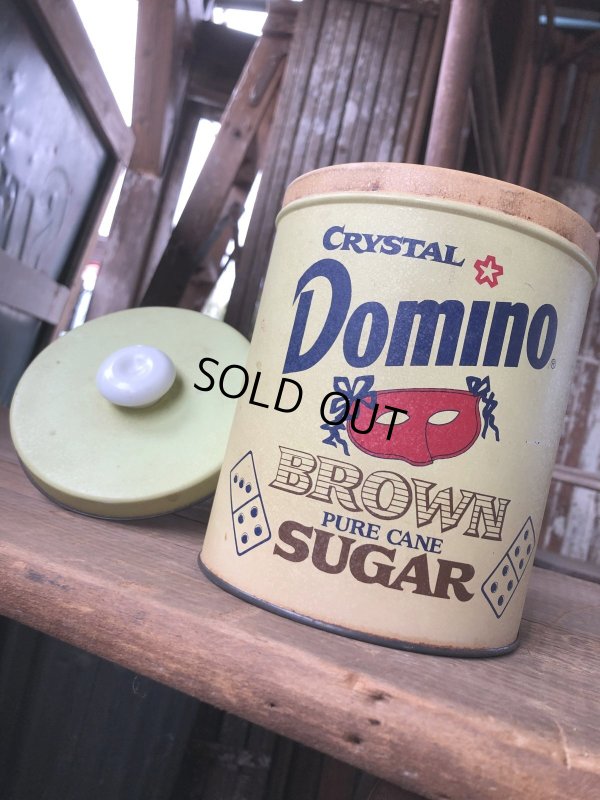 CRYSTAL
DOMINO®
SOLD OUT
BROWN
PURE CANE
SUGAR